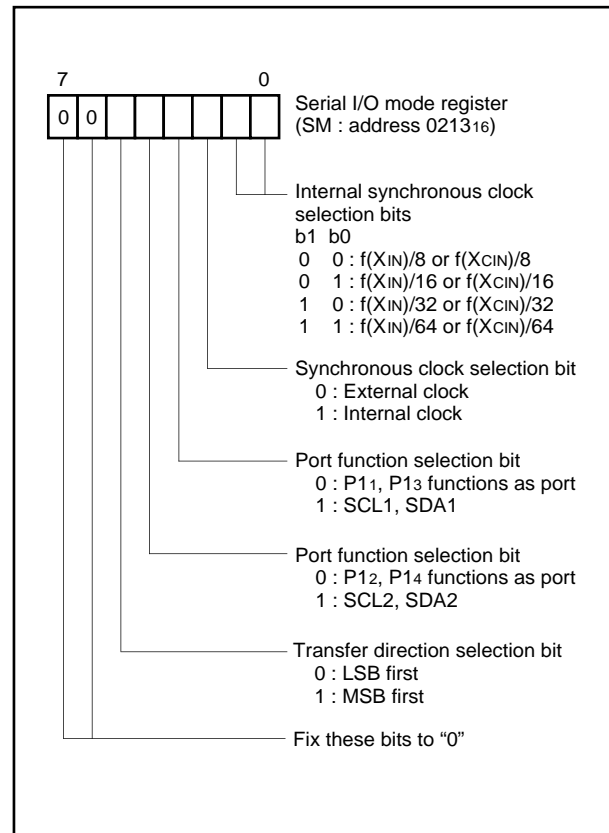 7 0
0 0
Serial I/O mode register
(SM : address 021316)
Internal synchronous clock
selection bits
b1 b0
0 0 : f(XIN)/8 or f(XCIN)/8
0 1 : f(XIN)/16 or f(XCIN)/16
1 0 : f(XIN)/32 or f(XCIN)/32
1 1 : f(XIN)/64 or f(XCIN)/64
Synchronous clock selection bit
0 : External clock
1 : Internal clock
Port function selection bit
0 : P11, P13 functions as port
1 : SCL1, SDA1
Port function selection bit
0 : P12, P14 functions as port
1 : SCL2, SDA2
Transfer direction selection bit
0 : LSB first
1 : MSB first
Fix these bits to “0”